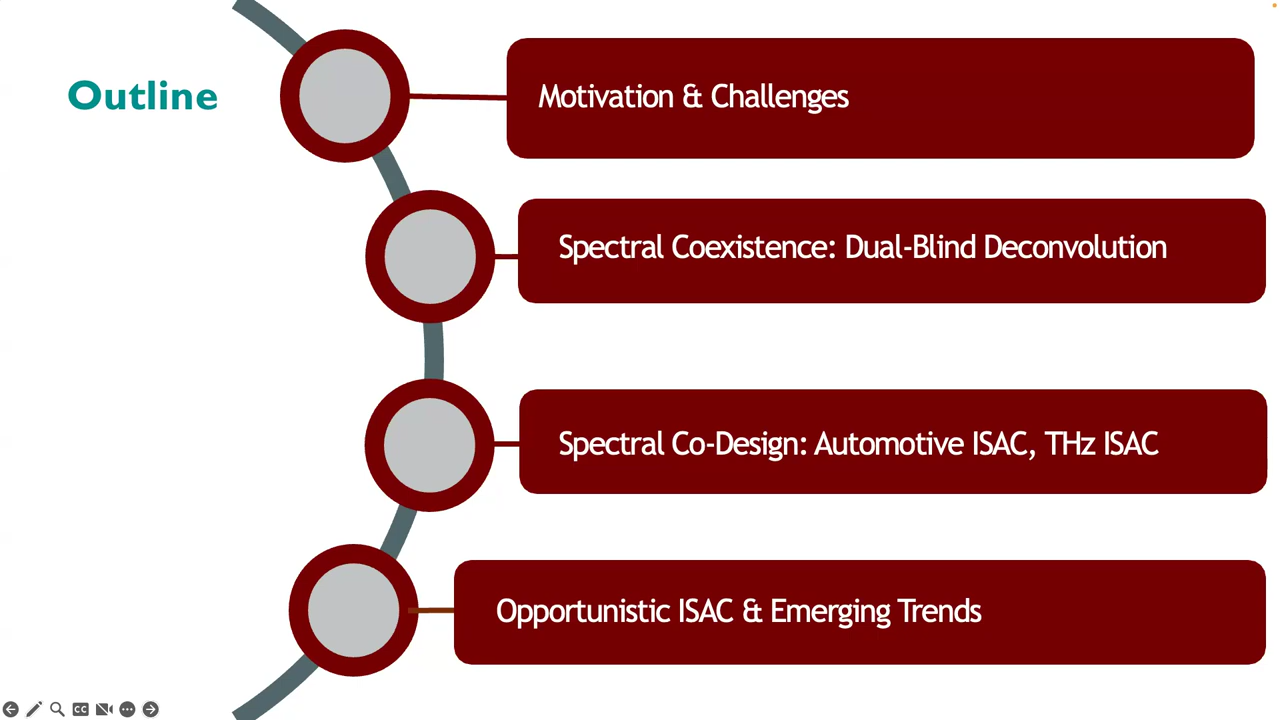 Outline
Motivation & Challenges
Spectral Coexistence: Dual-Blind Deconvolution
Spectral Co-Design: Automotive ISAC, THz ISAC
Opportunistic ISAC & Emerging Trends
CC